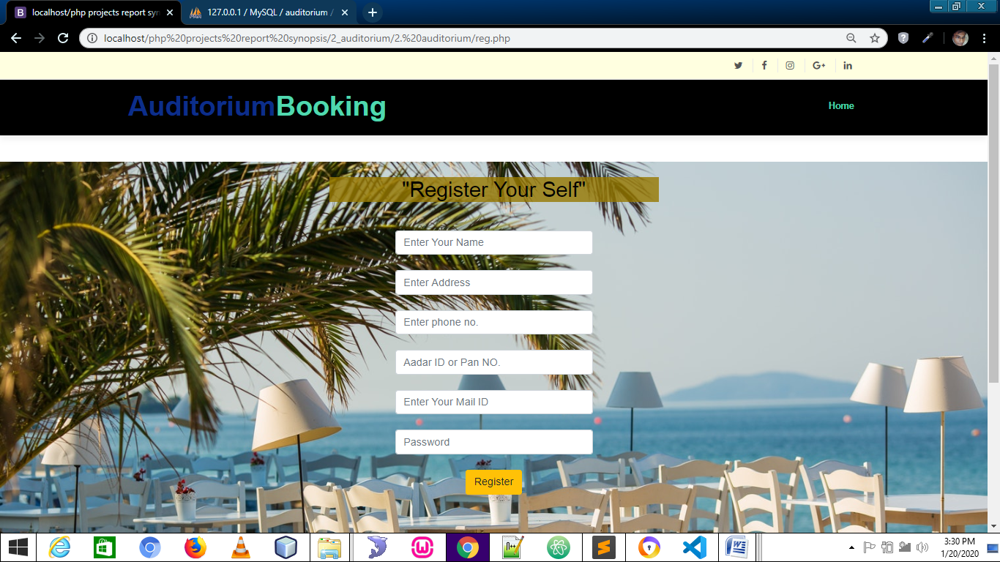 localhost/php projects report syn
127.0.0.1 / MySQL / auditorium /
localhost/php%20projects%20report%20synopsis/2_auditorium/2.%20auditorium/reg.php
AuditoriumBooking
Home
"Register Your Self"
Enter Your Name
Enter Address
Enter phone no.
Aadar ID or Pan NO.
Enter Your Mail ID
Password
Register
3:30 PM
1/20/2020